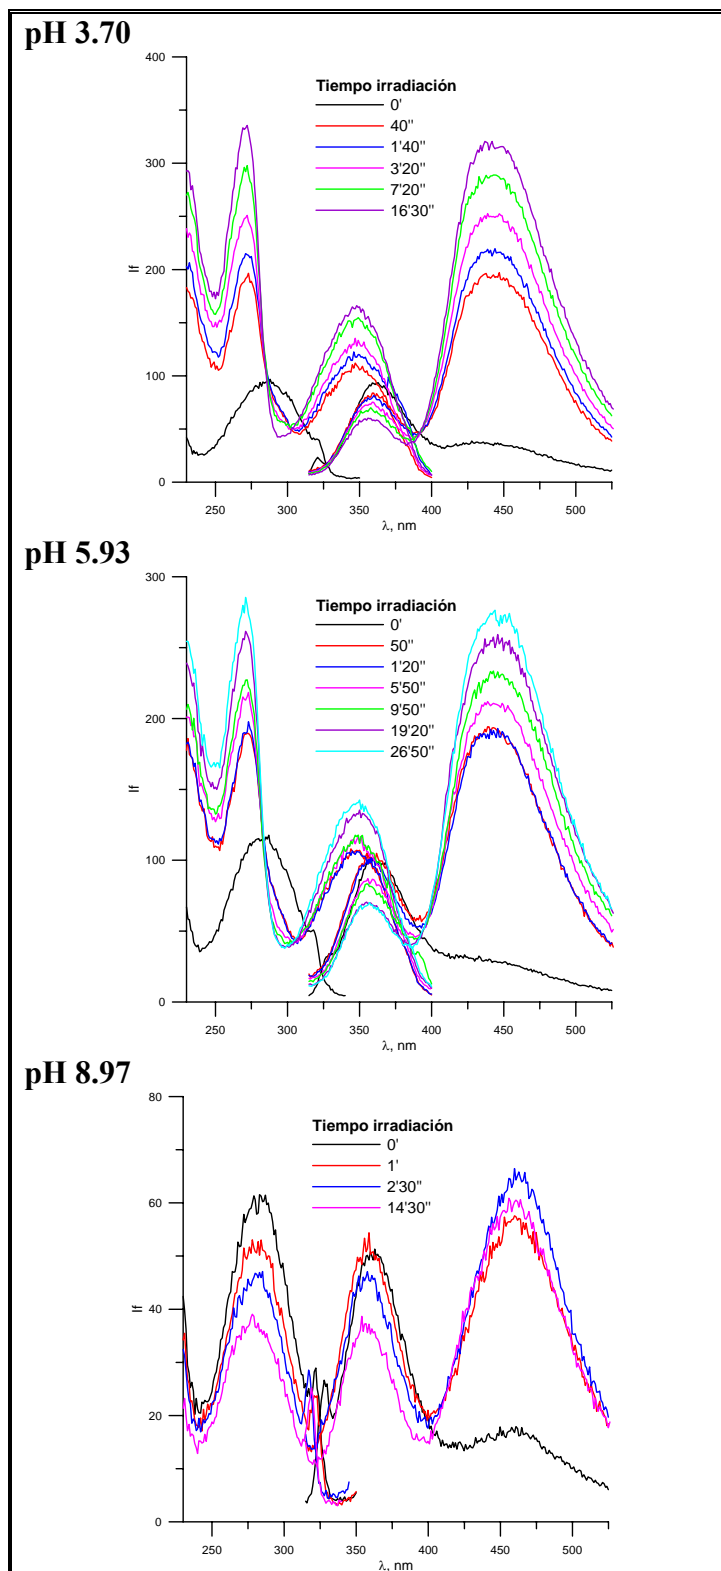 pH 3.70
400
Tiempo irradiación
0'
40"
1'40"
3'20"
7'20"
16'30"
300
If
200
100
0
250 300 350 400 450 500
λ, nm
pH 5.93
300
Tiempo irradiación
0'
50"
1'20"
5'50"
9'50"
19'20"
26'50"
200
If
100
0
250 300 350 400 450 500
λ, nm
pH 8.97
80
Tiempo irradiación
0'
1'
2'30"
14'30"
60
If
40
20
0
250 300 350 400 450 500
λ, nm